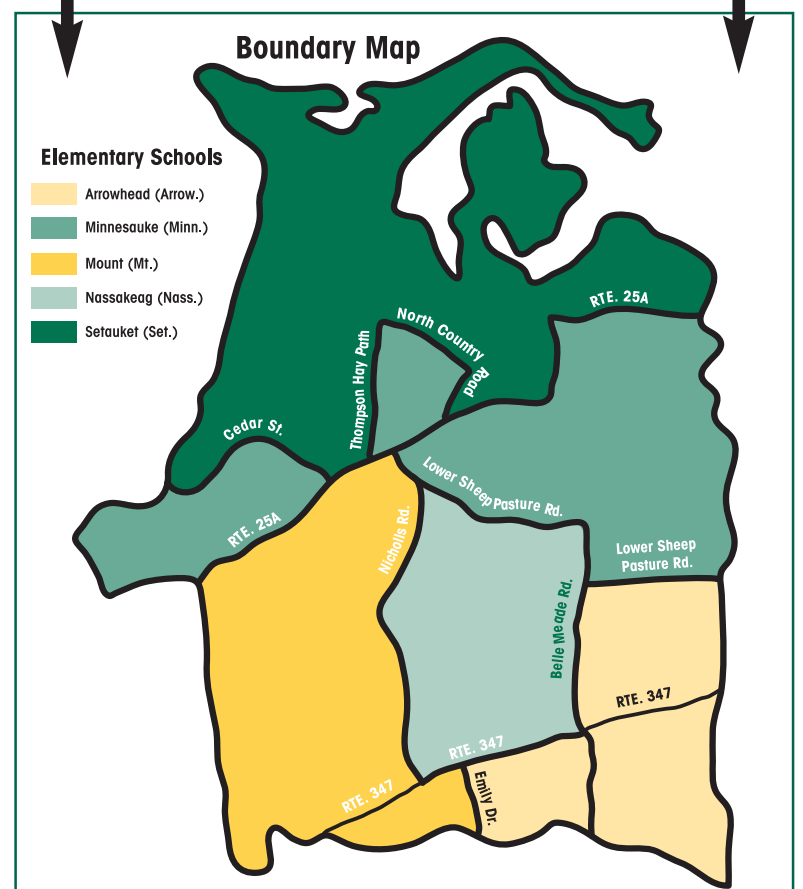 Boundary Map
Elementary Schools
Arrowhead (Arrow.)
Minnesauke (Minn.)
Mount (Mt.)
Nassakeag (Nass.)
Setauket (Set.)
RTE. 25A
North Country
Road
Thompson Hay Path
Cedar St.
RTE. 25A
Lower Sheep Pasture Rd.
Nicholls Rd.
Lower Sheep
Pasture Rd.
Belle Meade Rd.
RTE. 347
RTE. 347
RTE. 347
Emily Dr.